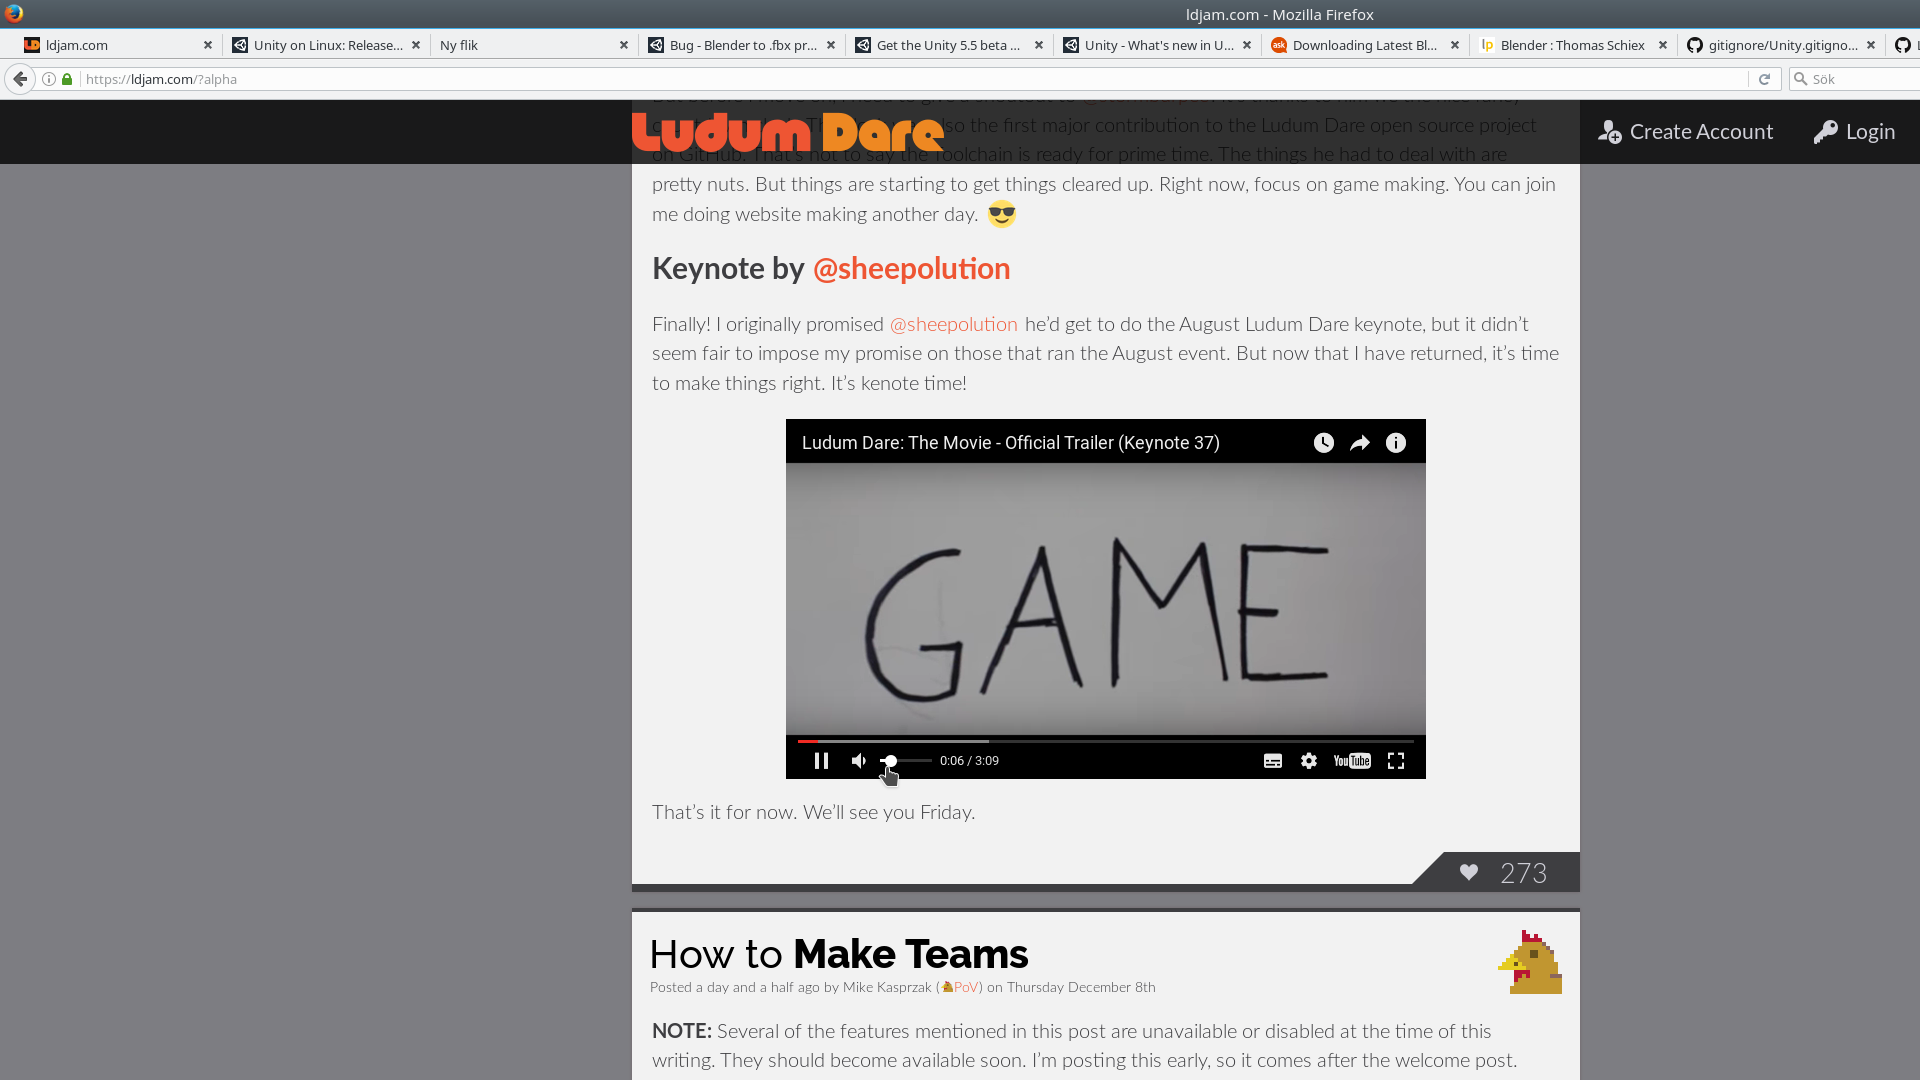 ldjam.com - Mozilla Firefox
ldjam.com
Unity on Linux: Release...
Ny flik
Bug - Blender to .fbx pr...
Get the Unity 5.5 beta ...
Unity - What's new in U...
Downloading Latest Bl...
Blender : Thomas Schiex
gitignore/Unity.gitigno...
https://ldjam.com/?alpha
Sök
Ludum Dare
Create Account
Login
also the first major contribution to the Ludum Dare open source project
on GitHub. That's not to say the Toolchain is ready for prime time. The things he had to deal with are
pretty nuts. But things are starting to get things cleared up. Right now, focus on game making. You can join
me doing website making another day. 😎
Keynote by @sheepolution
Finally! I originally promised @sheepolution he’d get to do the August Ludum Dare keynote, but it didn’t
seem fair to impose my promise on those that ran the August event. But now that I have returned, it’s time
to make things right. It’s kenote time!
Ludum Dare: The Movie - Official Trailer (Keynote 37)
GAME
0:06 / 3:09
YouTube
That’s it for now. We’ll see you Friday.
273
How to Make Teams
Posted a day and a half ago by Mike Kasprzak (PoV) on Thursday December 8th
NOTE: Several of the features mentioned in this post are unavailable or disabled at the time of this
writing. They should become available soon. I’m posting this early, so it comes after the welcome post.